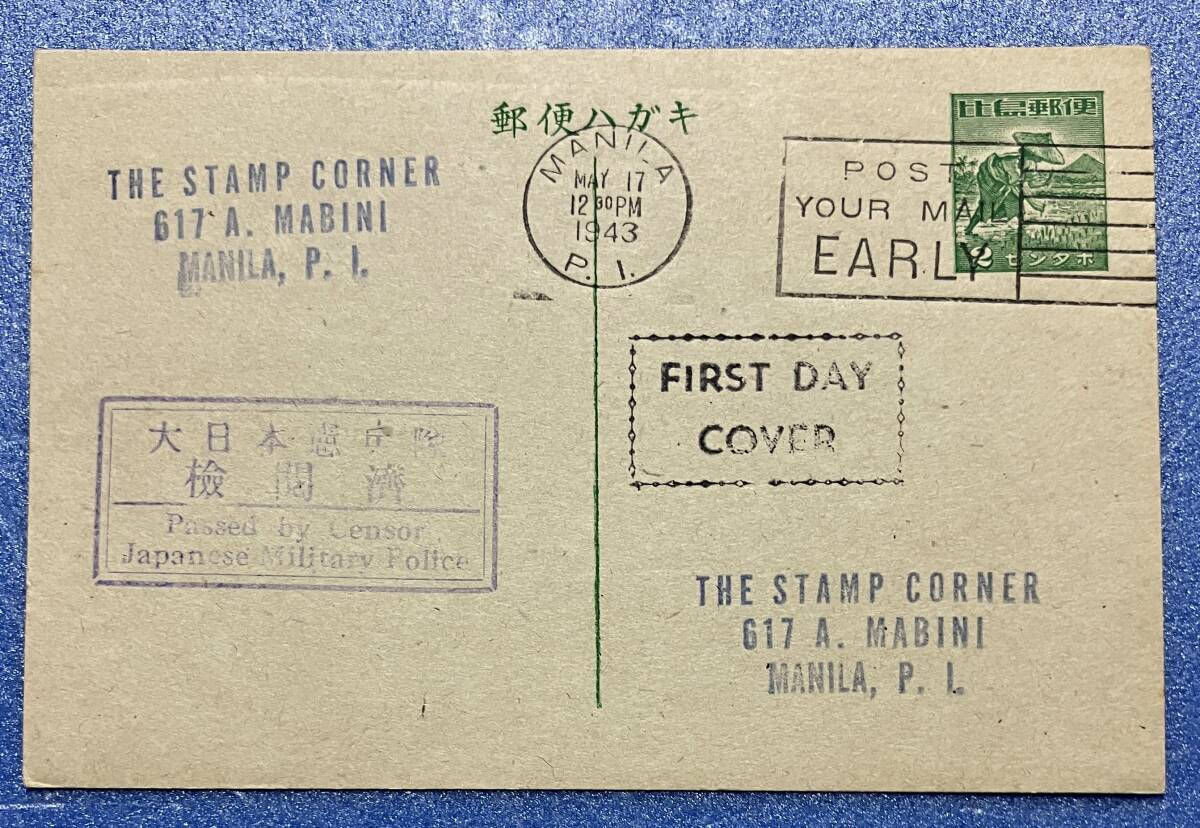 郵便ハガキ
THE STAMP CORNER
617 A. MABINI
MANILA, P. I.
MANILA
MAY 17
12 30 PM
1943
P. I.
比島郵便
2 センタボ
POST
YOUR MAIL
EARLY
FIRST DAY
COVER
大日本憲兵隊
檢閲濟
Passed by Censor
Japanese Military Police
THE STAMP CORNER
617 A. MABINI
MANILA, P. I.